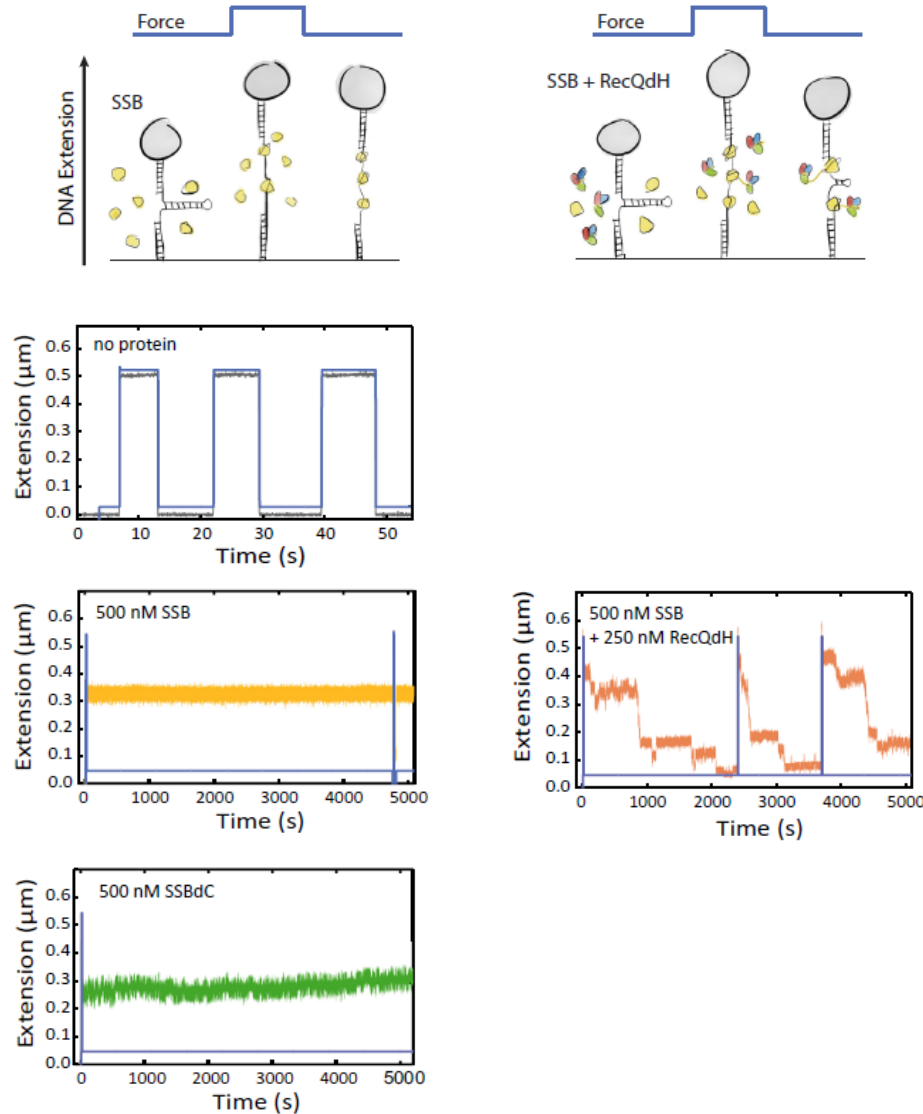 Force
Force
DNA Extension
SSB
SSB + RecQdH
Extension (µm)
0.6
0.5
0.4
0.3
0.2
0.1
0.0
no protein
0 10 20 30 40 50
Time (s)
Extension (µm)
0.6
0.5
0.4
0.3
0.2
0.1
0.0
500 nM SSB
0 1000 2000 3000 4000 5000
Time (s)
Extension (µm)
0.6
0.5
0.4
0.3
0.2
0.1
0.0
500 nM SSB
+ 250 nM RecQdH
0 1000 2000 3000 4000 5000
Time (s)
Extension (µm)
0.6
0.5
0.4
0.3
0.2
0.1
0.0
500 nM SSBdC
0 1000 2000 3000 4000 5000
Time (s)